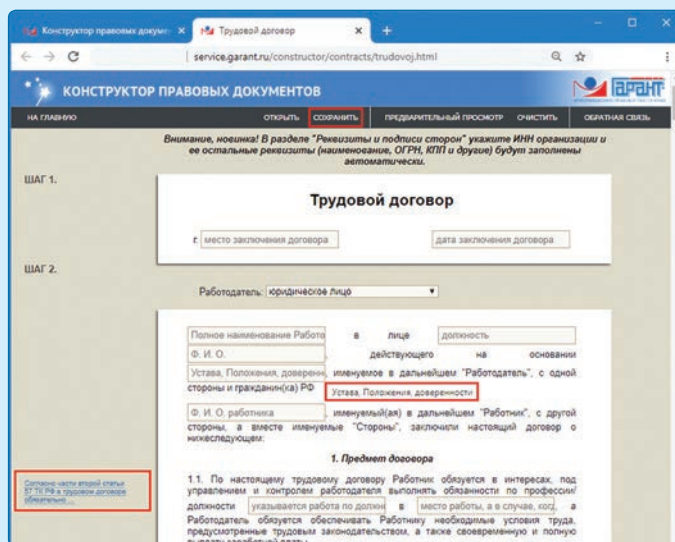 Конструктор правовых докумен
Трудовой договор
service.garant.ru/constructor/contracts/trudovoj.html
КОНСТРУКТОР ПРАВОВЫХ ДОКУМЕНТОВ
ГАРАНТ
НА ГЛАВНУЮ ОТКРЫТЬ СОХРАНИТЬ ПРЕДВАРИТЕЛЬНЫЙ ПРОСМОТР ОЧИСТИТЬ ОБРАТНАЯ СВЯЗЬ
Внимание, новинка! В разделе "Реквизиты и подписи сторон" укажите ИНН организации и
ее остальные реквизиты (наименование, ОГРН, КПП и другие) будут заполнены
автоматически.
ШАГ 1.
Трудовой договор
г. место заключения договора дата заключения договора
ШАГ 2.
Работодатель: юридическое лицо
Полное наименование Работо в лице должность
Ф. И. О. , действующего на основании
Устава, Положения, доверенн, именуемое в дальнейшем "Работодатель", с одной
стороны и гражданин(ка) РФ Устава, Положения, доверенности
Ф. И. О. работника , именуемый(ая) в дальнейшем "Работник", с другой
стороны, а вместе именуемые "Стороны", заключили настоящий договор о
нижеследующем:
1. Предмет договора
Согласно части второй статьи
57 ТК РФ в трудовом договоре
обязательно ...
1.1. По настоящему трудовому договору Работник обязуется в интересах, под
управлением и контролем работодателя выполнять обязанности по профессии/
должности указывается работа по должн в место работы, а в случае, когд, а
Работодатель обязуется обеспечивать Работнику необходимые условия труда,
предусмотренные трудовым законодательством, а также своевременную и полную
выплату заработной платы